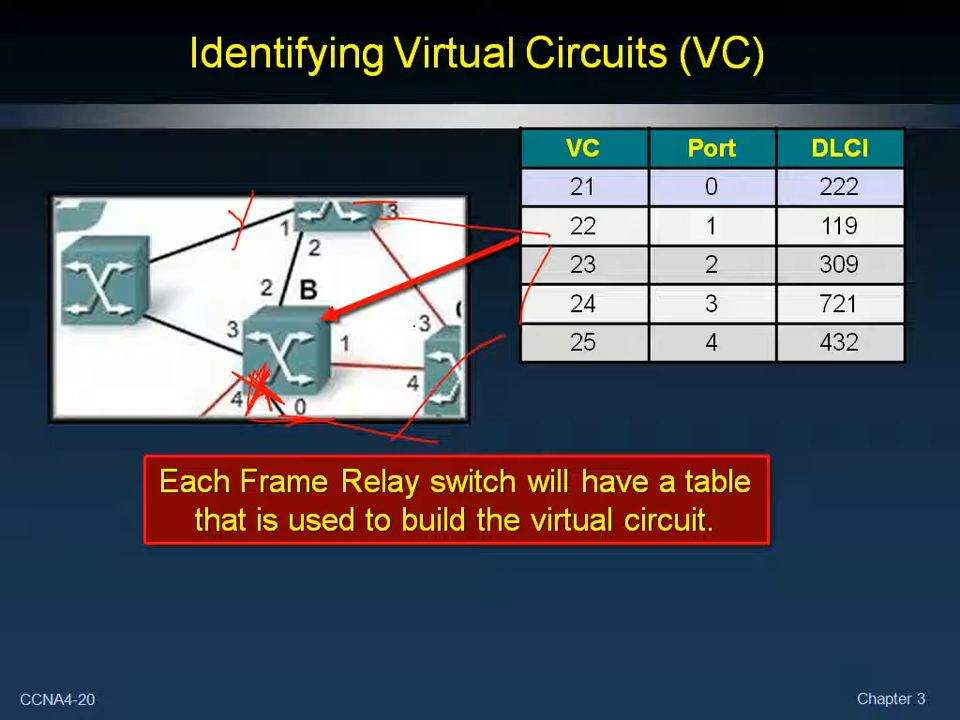 Identifying Virtual Circuits (VC)
VC Port DLCI
21 0 222
22 1 119
23 2 309
24 3 721
25 4 432
1 3
2
2 B
3 1 3
4 0 4
Each Frame Relay switch will have a table
that is used to build the virtual circuit.
CCNA4-20 Chapter 3